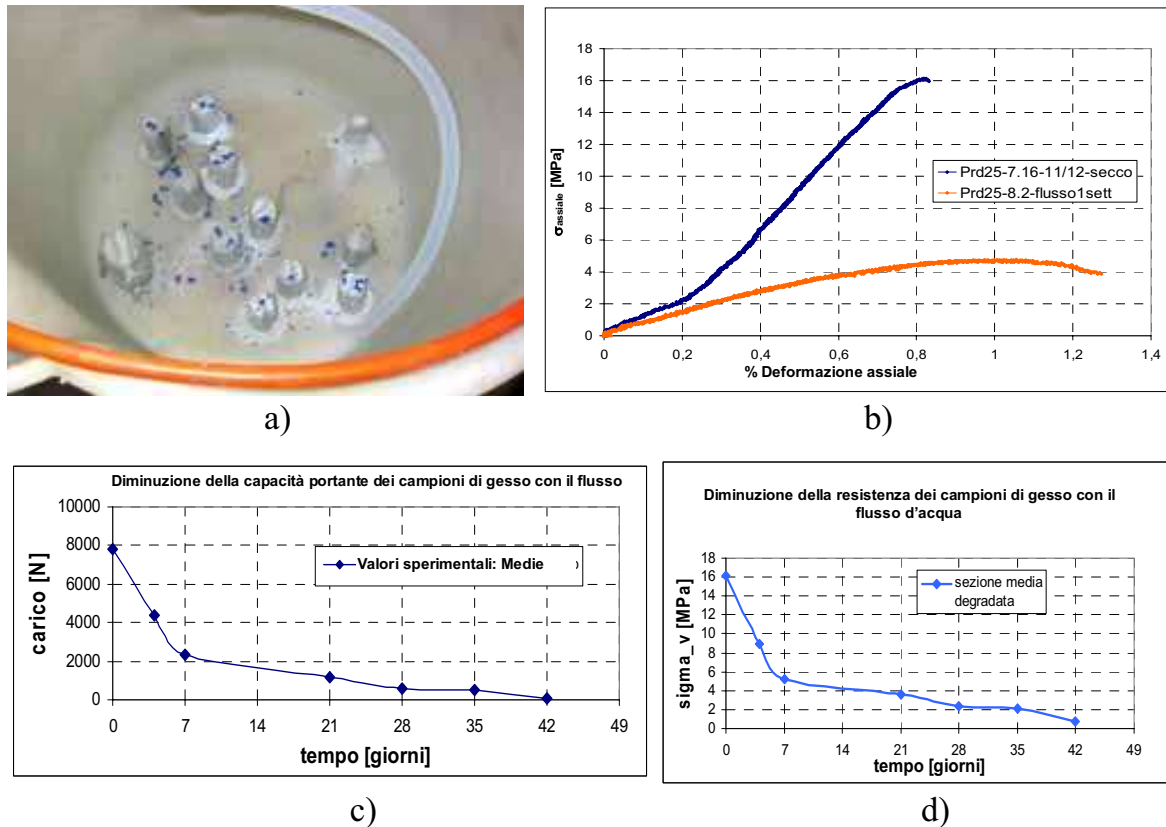 a)
18
16
14
12
10
8
6
4
2
0
σassiale [MPa]
Prd25-7.16-11/12-secco
Prd25-8.2-flusso1sett
0 0,2 0,4 0,6 0,8 1 1,2 1,4
% Deformazione assiale
b)
Diminuzione della capacità portante dei campioni di gesso con il flusso
10000
8000
6000
4000
2000
0
carico [N]
Valori sperimentali: Medie
0 7 14 21 28 35 42 49
tempo [giorni]
c)
Diminuzione della resistenza dei campioni di gesso con il
flusso d'acqua
18
16
14
12
10
8
6
4
2
0
sigma_v [MPa]
sezione media
degradata
0 7 14 21 28 35 42 49
tempo [giorni]
d)